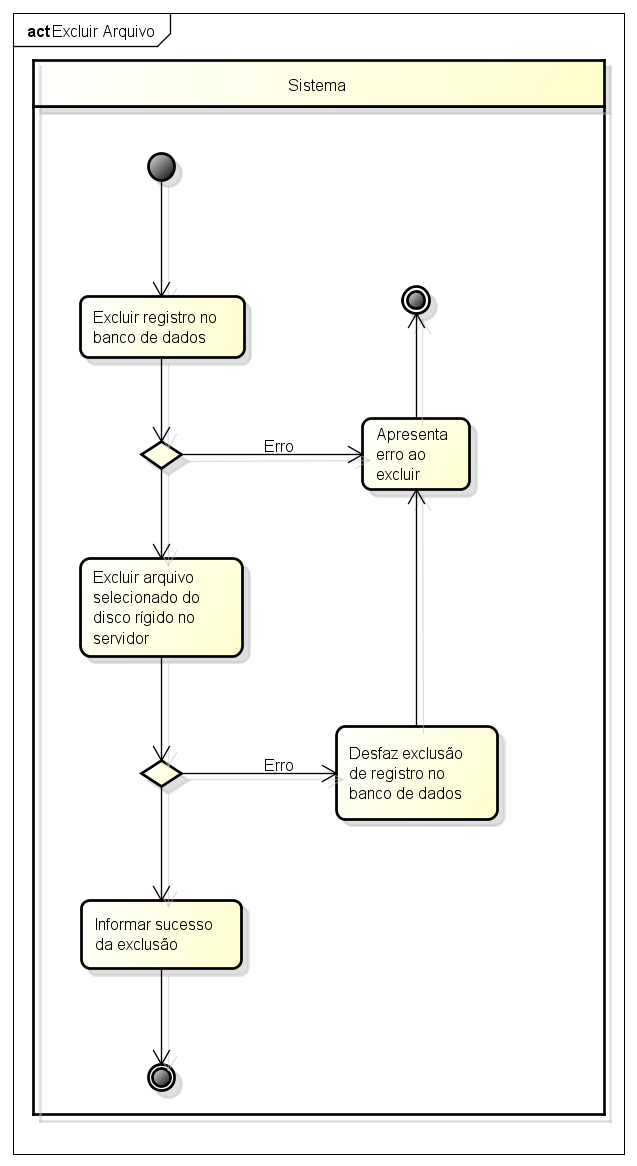 act Excluir Arquivo
Sistema
Excluir registro no
banco de dados
Erro
Apresenta
erro ao
excluir
Excluir arquivo
selecionado do
disco rígido no
servidor
Erro
Desfaz exclusão
de registro no
banco de dados
Informar sucesso
da exclusão